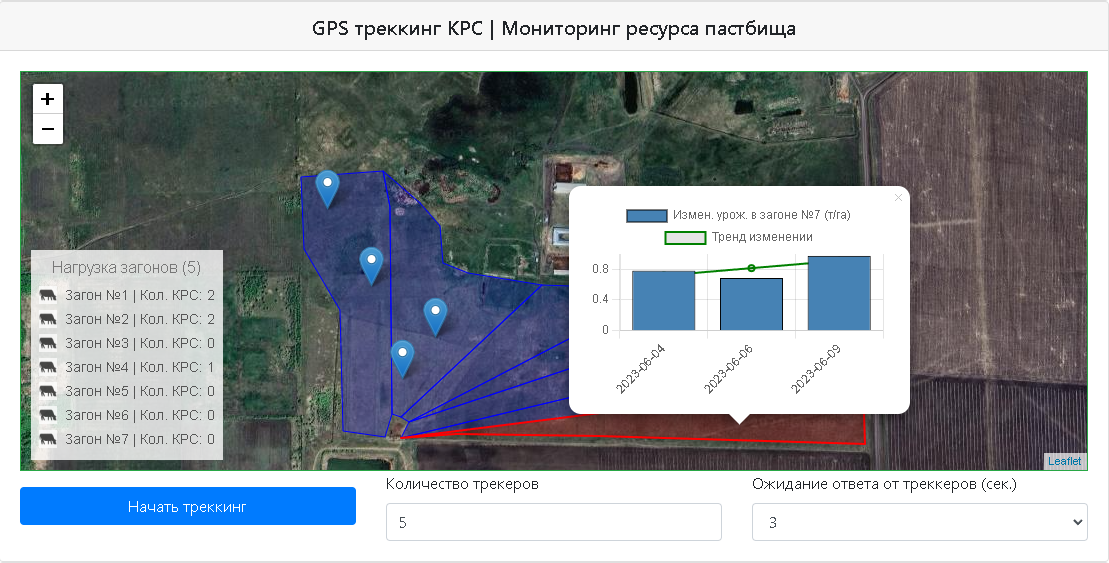 GPS треккинг КРС | Мониторинг ресурса пастбища
+
−
Нагрузка загонов (5)
Загон №1 | Кол. КРС: 2
Загон №2 | Кол. КРС: 2
Загон №3 | Кол. КРС: 0
Загон №4 | Кол. КРС: 1
Загон №5 | Кол. КРС: 0
Загон №6 | Кол. КРС: 0
Загон №7 | Кол. КРС: 0
×
Измен. урож. в загоне №7 (т/га)
Тренд изменении
0.8
0.4
0
2023-06-04
2023-06-06
2023-06-09
Leaflet
Начать треккинг
Количество трекеров
5
Ожидание ответа от треккеров (сек.)
3